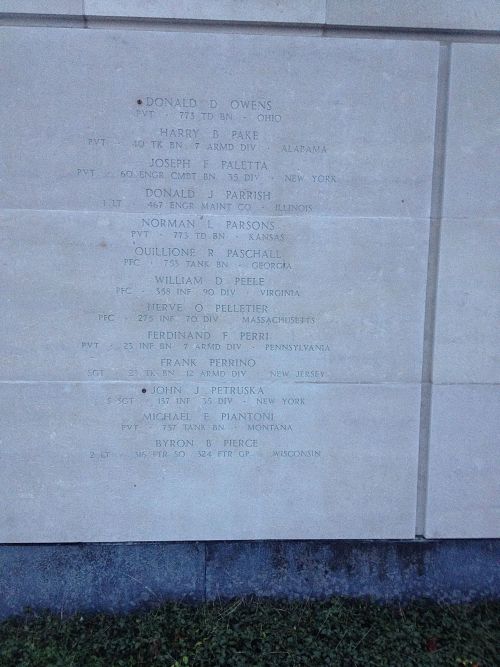 DONALD D OWENS
PVT · 773 TD BN · OHIO
HARRY B PAKE
PVT · 40 TK BN 7 ARMD DIV · ALABAMA
JOSEPH F PALETTA
PVT · 60 ENGR CMBT BN 35 DIV · NEW YORK
DONALD J PARRISH
1 LT · 467 ENGR MAINT CO · ILLINOIS
NORMAN L PARSONS
PVT · 773 TD BN · KANSAS
QUILLIONE R PASCHALL
PFC · 735 TANK BN · GEORGIA
WILLIAM D PEELE
PFC · 358 INF 90 DIV · VIRGINIA
NERVE O PELLETIER
PFC · 275 INF 70 DIV · MASSACHUSETTS
FERDINAND F PERRI
PVT · 23 INF BN 7 ARMD DIV · PENNSYLVANIA
FRANK PERRINO
SGT · 23 TK BN 12 ARMD DIV · NEW JERSEY
JOHN J PETRUSKA
S SGT · 137 INF 35 DIV · NEW YORK
MICHAEL E PIANTONI
PVT · 737 TANK BN · MONTANA
BYRON B PIERCE
2 LT · 316 FTR SQ 324 FTR GP · WISCONSIN